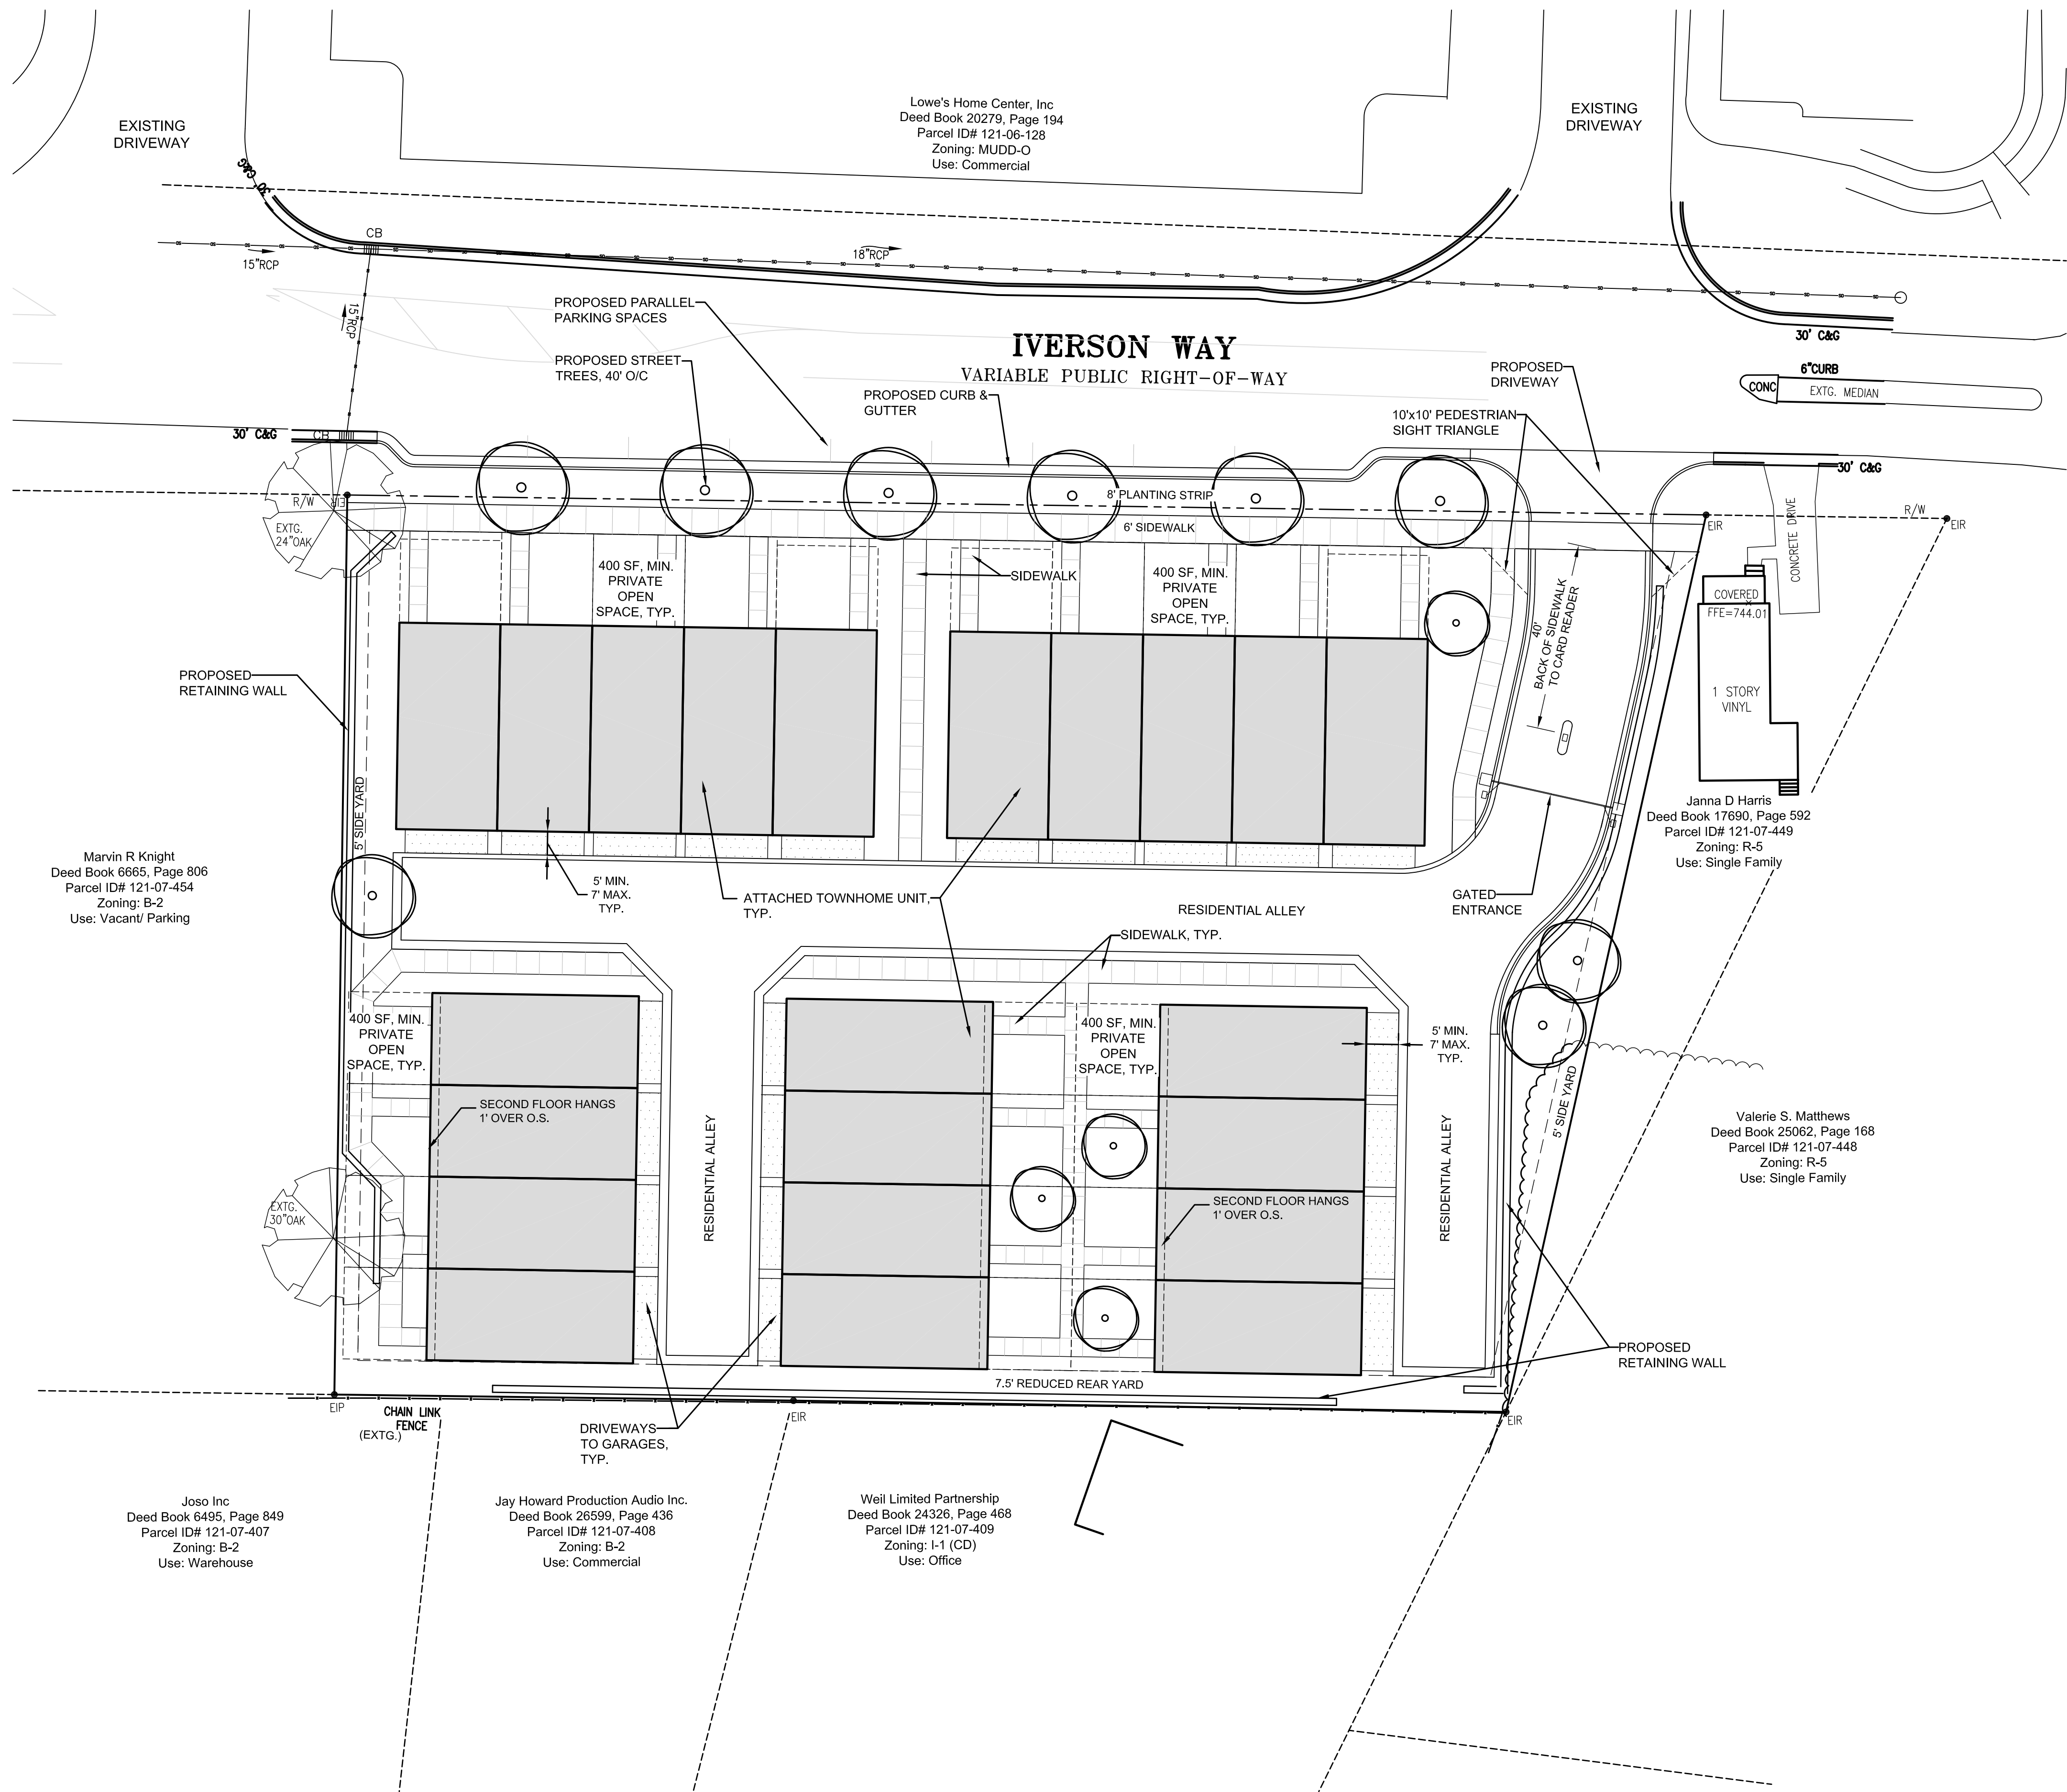 Lowe's Home Center, Inc
Deed Book 20279, Page 194
Parcel ID# 121-06-128
Zoning: MUDD-O
Use: Commercial
EXISTING
DRIVEWAY
EXISTING
DRIVEWAY
30' C&G
CB
15"RCP
18"RCP
15"RCP
PROPOSED PARALLEL
PARKING SPACES
IVERSON WAY
VARIABLE PUBLIC RIGHT-OF-WAY
30' C&G
6"CURB
CONC
EXTG. MEDIAN
PROPOSED STREET
TREES, 40' O/C
PROPOSED CURB &
GUTTER
PROPOSED
DRIVEWAY
10'x10' PEDESTRIAN
SIGHT TRIANGLE
30' C&G
CB
30' C&G
R/W
EIR
EXTG.
24"OAK
8' PLANTING STRIP
6' SIDEWALK
EIR
R/W
EIR
CONCRETE DRIVE
400 SF, MIN.
PRIVATE
OPEN
SPACE, TYP.
SIDEWALK
400 SF, MIN.
PRIVATE
OPEN
SPACE, TYP.
40'
BACK OF SIDEWALK
TO CARD READER
COVERED
FFE=744.01
1 STORY
VINYL
PROPOSED
RETAINING WALL
5' SIDE YARD
Janna D Harris
Deed Book 17690, Page 592
Parcel ID# 121-07-449
Zoning: R-5
Use: Single Family
Marvin R Knight
Deed Book 6665, Page 806
Parcel ID# 121-07-454
Zoning: B-2
Use: Vacant/ Parking
5' MIN.
7' MAX.
TYP.
ATTACHED TOWNHOME UNIT,
TYP.
RESIDENTIAL ALLEY
GATED
ENTRANCE
SIDEWALK, TYP.
400 SF, MIN.
PRIVATE
OPEN
SPACE, TYP.
400 SF, MIN.
PRIVATE
OPEN
SPACE, TYP.
5' MIN.
7' MAX.
TYP.
SECOND FLOOR HANGS
1' OVER O.S.
RESIDENTIAL ALLEY
RESIDENTIAL ALLEY
5' SIDE YARD
Valerie S. Matthews
Deed Book 25062, Page 168
Parcel ID# 121-07-448
Zoning: R-5
Use: Single Family
EXTG.
30"OAK
SECOND FLOOR HANGS
1' OVER O.S.
PROPOSED
RETAINING WALL
7.5' REDUCED REAR YARD
EIP
CHAIN LINK
FENCE
(EXTG.)
EIR
EIR
DRIVEWAYS
TO GARAGES,
TYP.
Joso Inc
Deed Book 6495, Page 849
Parcel ID# 121-07-407
Zoning: B-2
Use: Warehouse
Jay Howard Production Audio Inc.
Deed Book 26599, Page 436
Parcel ID# 121-07-408
Zoning: B-2
Use: Commercial
Weil Limited Partnership
Deed Book 24326, Page 468
Parcel ID# 121-07-409
Zoning: I-1 (CD)
Use: Office